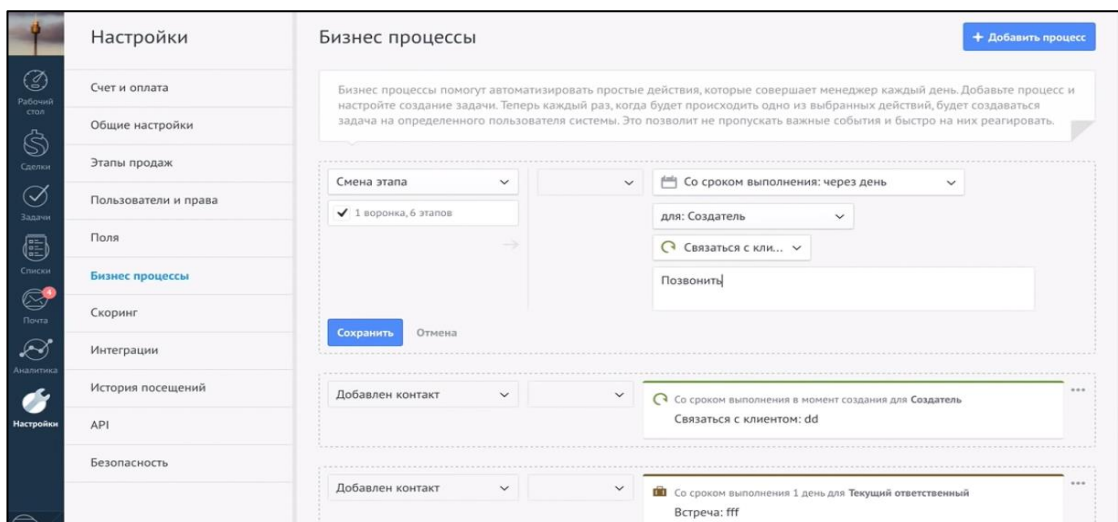 Рабочий
стол
Сделки
Задачи
Списки
4
Почта
Аналитика
Настройки
Настройки
Счет и оплата
Общие настройки
Этапы продаж
Пользователи и права
Поля
Бизнес процессы
Скоринг
Интеграции
История посещений
API
Безопасность
Бизнес процессы
+ Добавить процесс
Бизнес процессы помогут автоматизировать простые действия, которые совершает менеджер каждый день. Добавьте процесс и
настройте создание задачи. Теперь каждый раз, когда будет происходить одно из выбранных действий, будет создаваться
задача на определенного пользователя системы. Это позволит не пропускать важные события и быстро на них реагировать.
Смена этапа
Со сроком выполнения: через день
1 воронка, 6 этапов
для: Создатель
Связаться с кли...
Позвонить
Сохранить Отмена
Добавлен контакт
Со сроком выполнения в момент создания для Создатель
Связаться с клиентом: dd
Добавлен контакт
Со сроком выполнения 1 день для Текущий ответственный
Встреча: fff